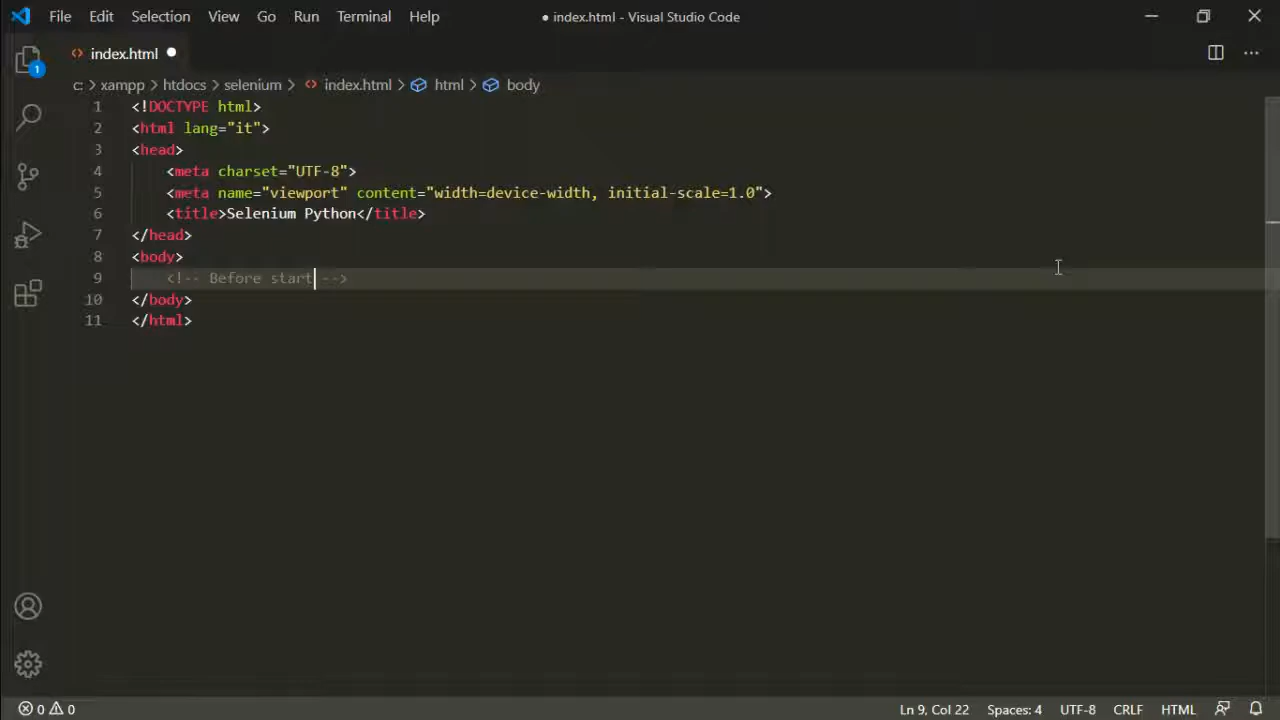 File Edit Selection View Go Run Terminal Help ● index.html - Visual Studio Code
index.html ●
1
c: > xampp > htdocs > selenium > index.html > html > body
1 <!DOCTYPE html>
2 <html lang="it">
3 <head>
4 <meta charset="UTF-8">
5 <meta name="viewport" content="width=device-width, initial-scale=1.0">
6 <title>Selenium Python</title>
7 </head>
8 <body>
9 <!-- Before start -->
10 </body>
11 </html>
0 0 Ln 9, Col 22 Spaces: 4 UTF-8 CRLF HTML